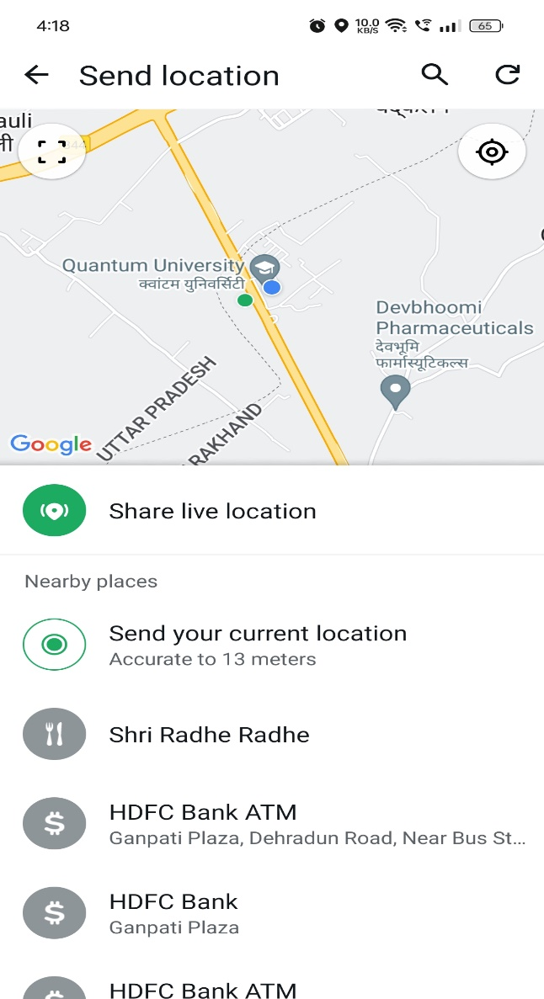 4:18
10.0
KB/S
65
Send location
auli
ली
344
Quantum University
क्वांटम युनिवर्सिटी
Devbhoomi
Pharmaceuticals
देवभूमि
फार्मास्यूटिकल्स
UTTAR PRADESH
RAKHAND
Google
Share live location
Nearby places
Send your current location
Accurate to 13 meters
Shri Radhe Radhe
HDFC Bank ATM
Ganpati Plaza, Dehradun Road, Near Bus St...
HDFC Bank
Ganpati Plaza
HDFC Bank ATM